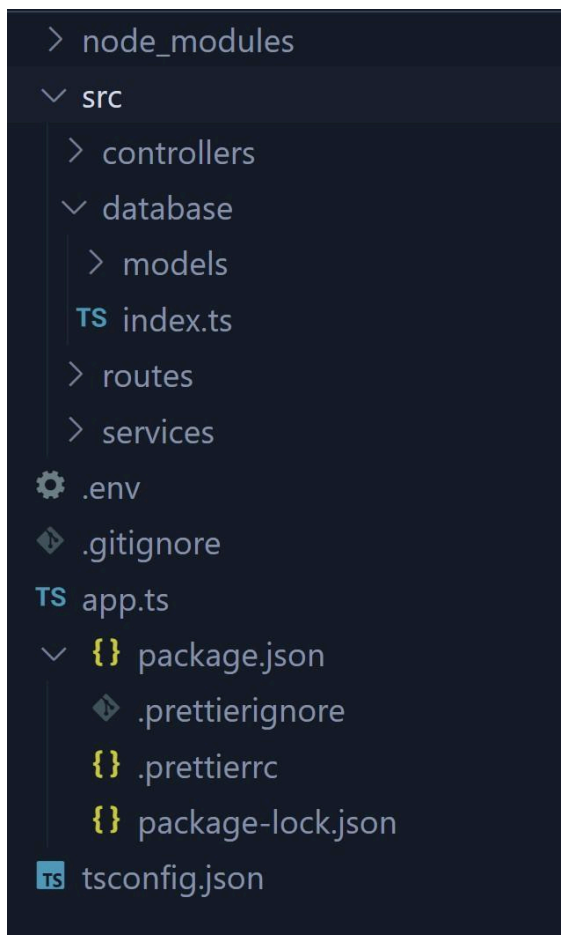 node_modules
src
controllers
database
models
TS index.ts
routes
services
.env
.gitignore
TS app.ts
{} package.json
.prettierignore
{} .prettierrc
{} package-lock.json
TS tsconfig.json